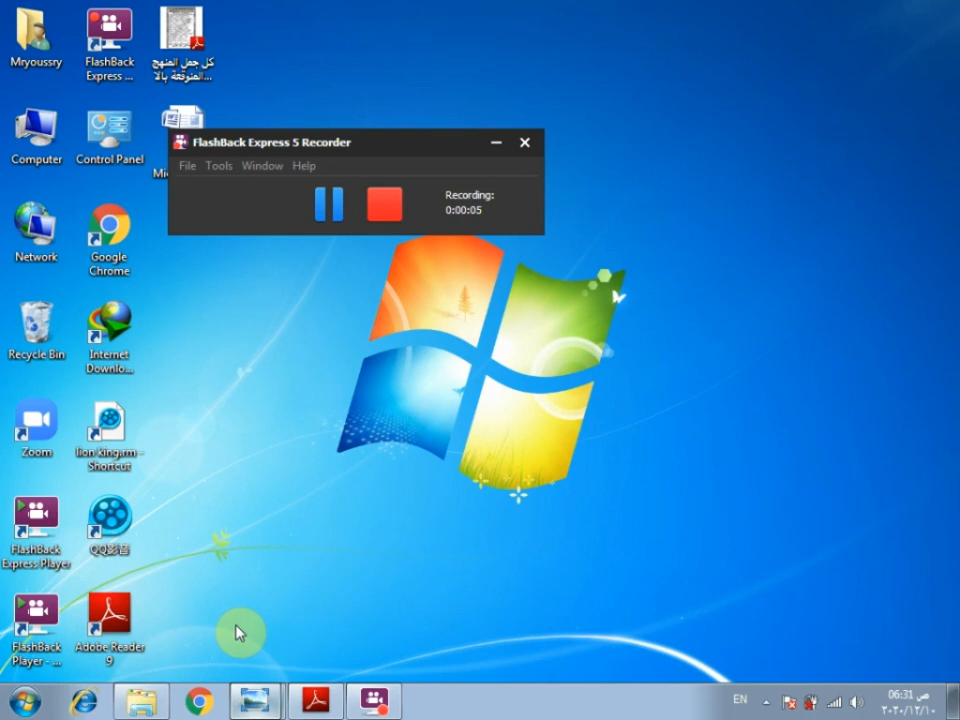 Mryoussry
FlashBack
Express ...
كل جمل المنهج
المتوقعة بالا...
FlashBack Express 5 Recorder
File Tools Window Help
Recording:
0:00:05
Computer
Control Panel
Network
Google
Chrome
Recycle Bin
Internet
Downlo...
Zoom
lion kingarm -
Shortcut
FlashBack
Express Player
QQ影音
FlashBack
Player - ...
Adobe Reader
9
EN
06:31 ص
٢٠٢٠/١٢/١٠